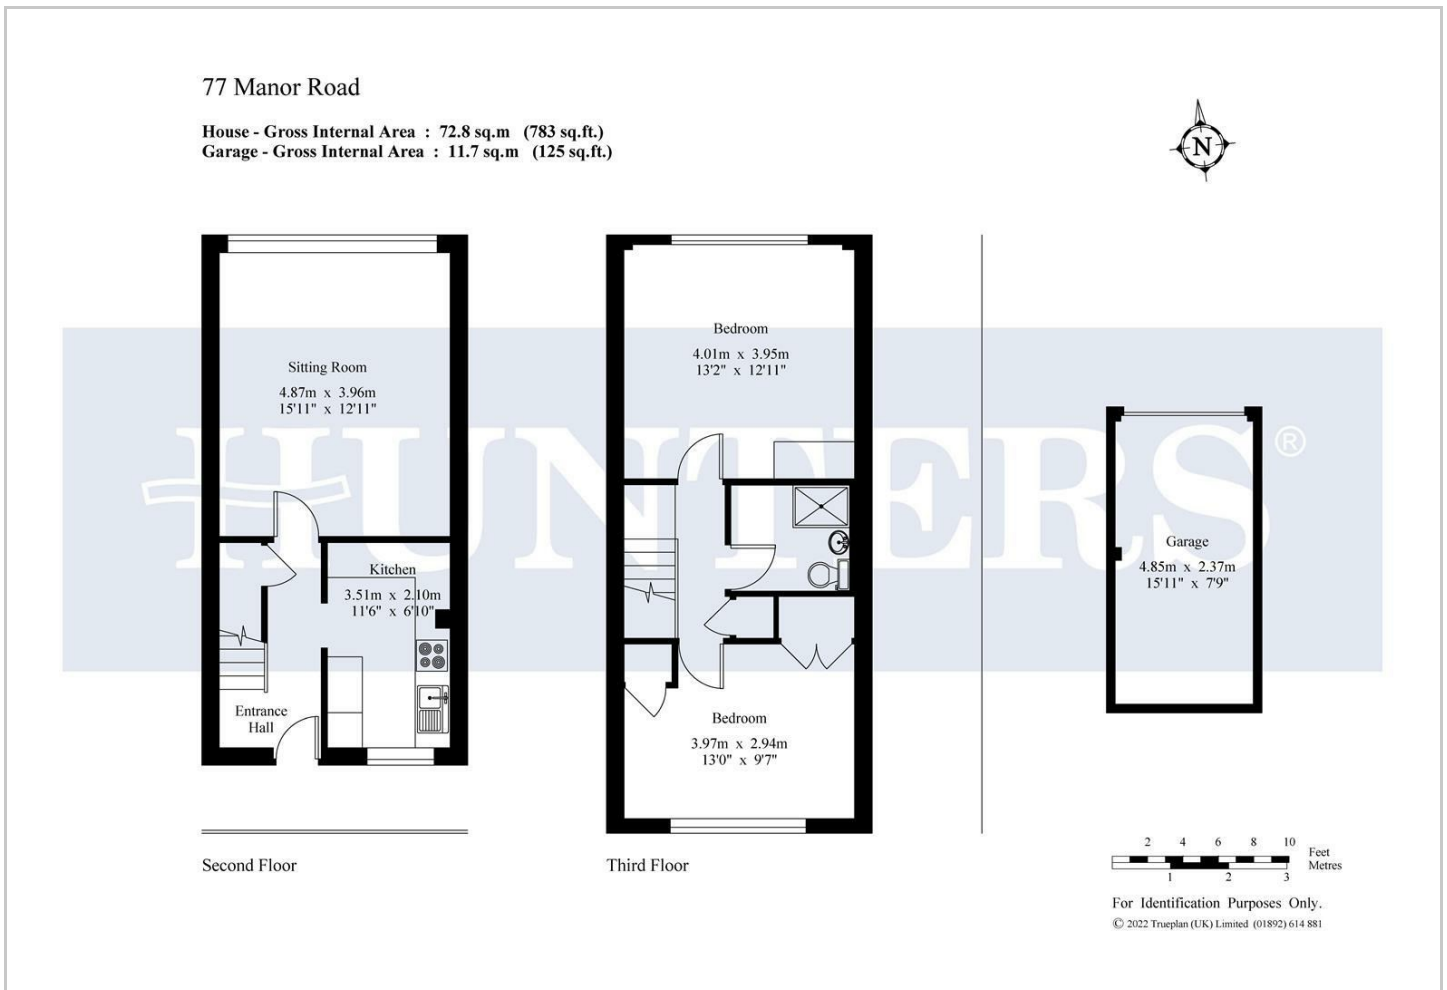 77 Manor Road
House - Gross Internal Area : 72.8 sq.m (783 sq.ft.)
Garage - Gross Internal Area : 11.7 sq.m (125 sq.ft.)
N
HUNTERS®
Sitting Room
4.87m x 3.96m
15'11" x 12'11"
Kitchen
3.51m x 2.10m
11'6" x 6'10"
Entrance
Hall
Second Floor
Bedroom
4.01m x 3.95m
13'2" x 12'11"
Bedroom
3.97m x 2.94m
13'0" x 9'7"
Third Floor
Garage
4.85m x 2.37m
15'11" x 7'9"
2 4 6 8 10
Feet
Metres
1 2 3
For Identification Purposes Only.
© 2022 Trueplan (UK) Limited (01892) 614 881